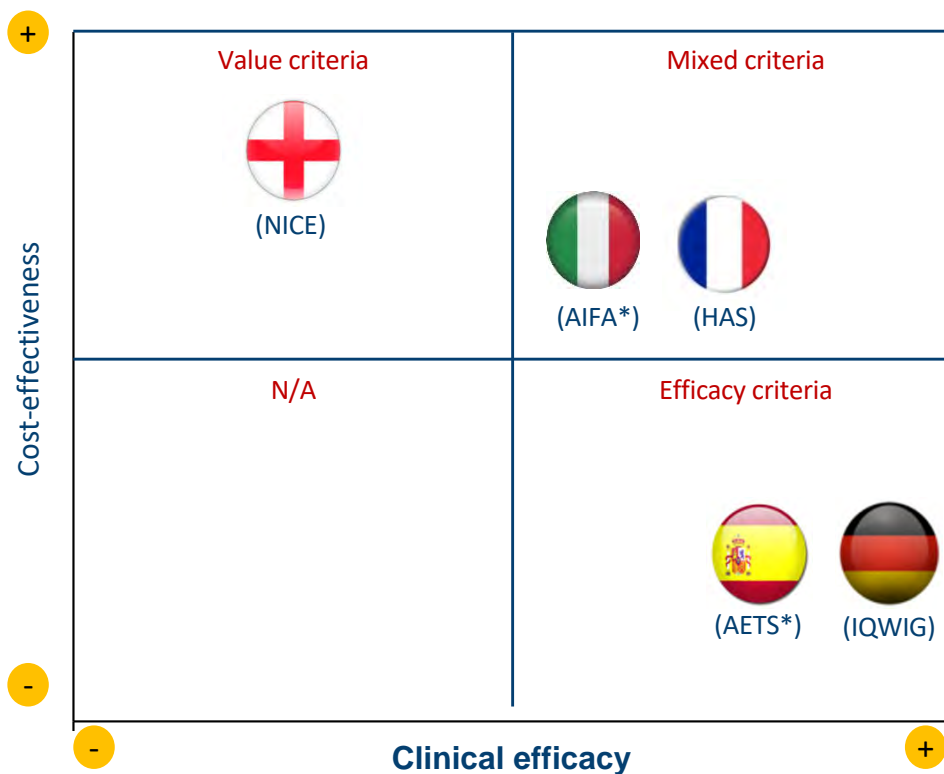 +
Value criteria
Mixed criteria
(NICE)
(AIFA*)
(HAS)
Cost-effectiveness
N/A
Efficacy criteria
(AETS*)
(IQWIG)
-
-
Clinical efficacy
+